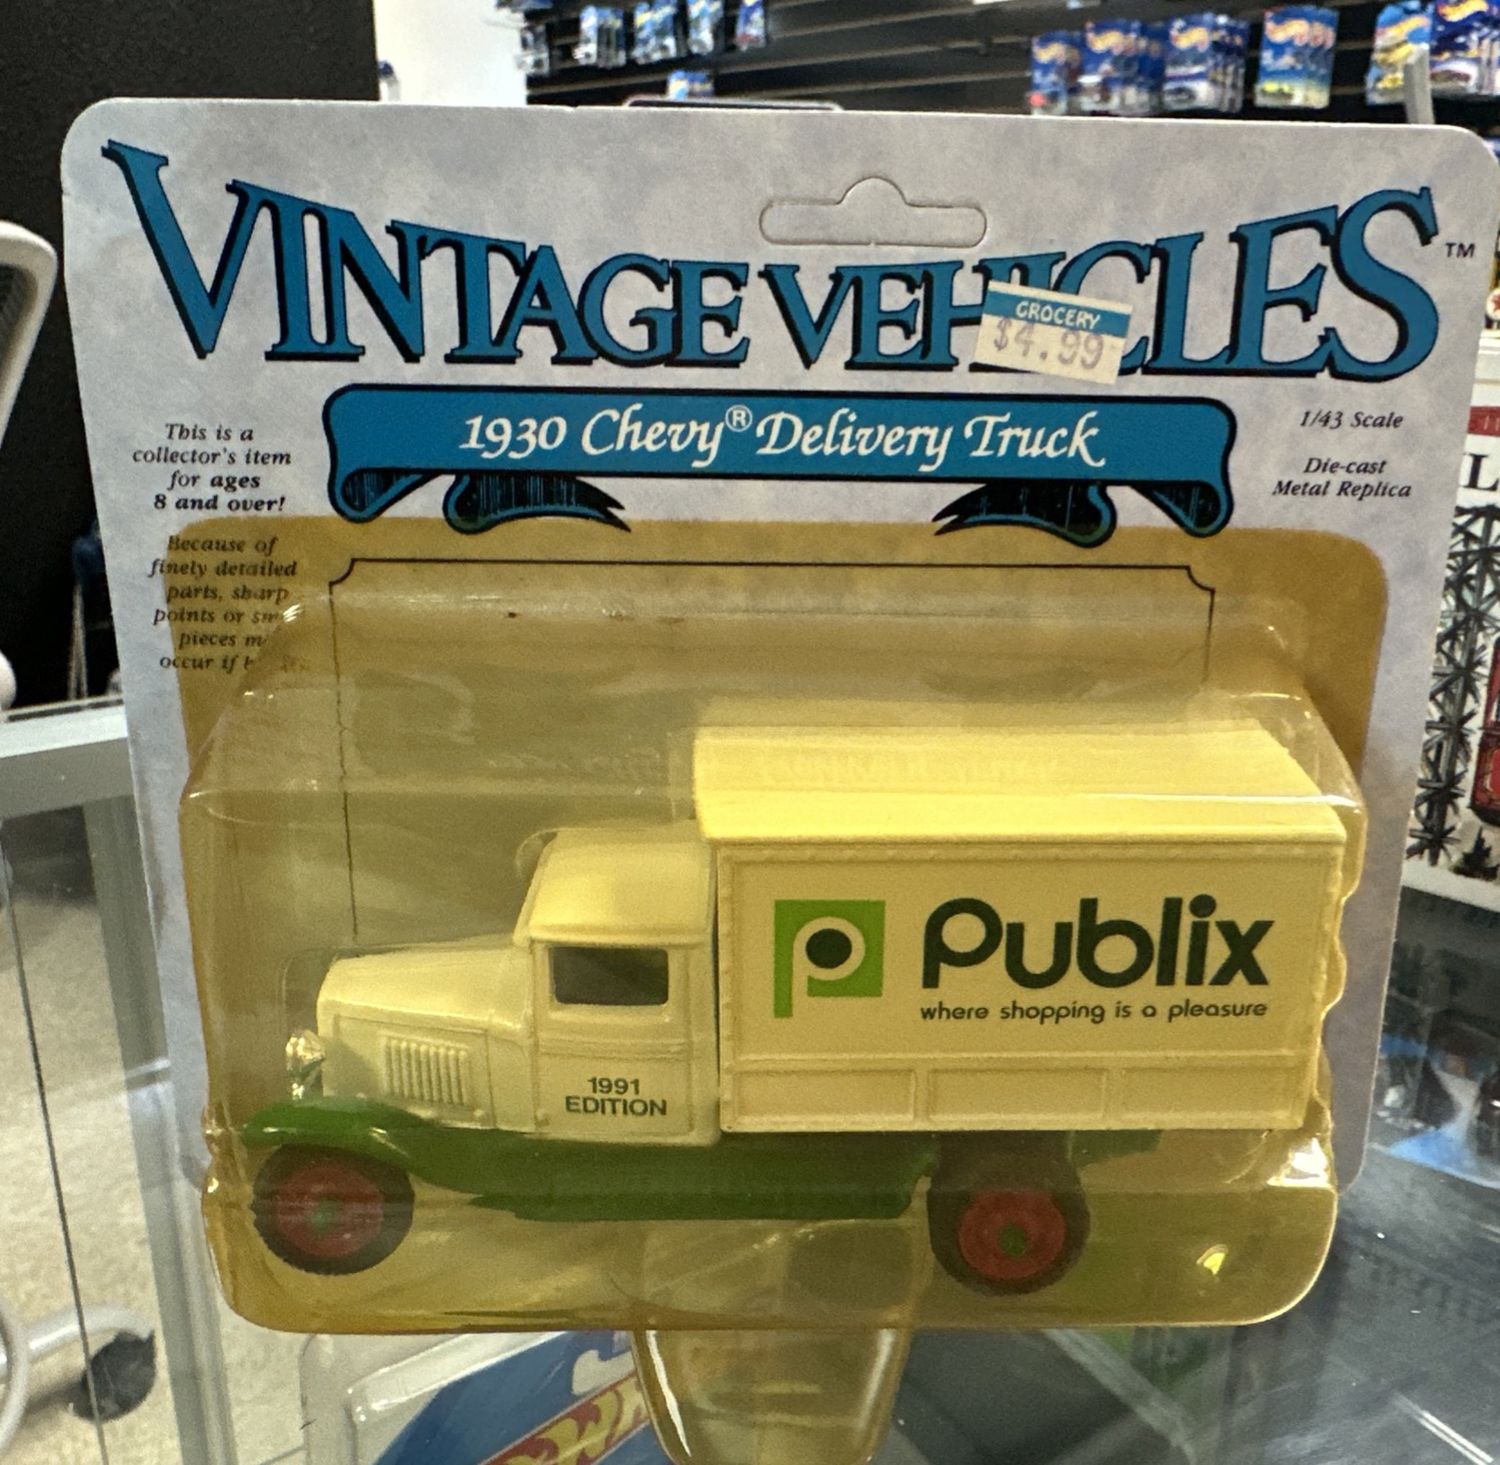 VINTAGE VEHICLES™
GROCERY
$4.99
1930 Chevy® Delivery Truck
This is a
collector's item
for ages
8 and over!
Because of
finely detailed
parts, sharp
points or
pieces
occur if
1/43 Scale
Die-cast
Metal Replica
Publix
where shopping is a pleasure
1991
EDITION